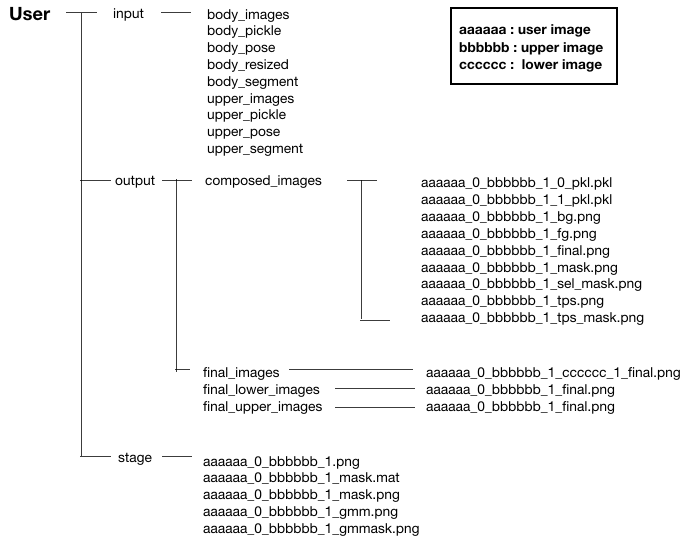 User
input
body_images
body_pickle
body_pose
body_resized
body_segment
upper_images
upper_pickle
upper_pose
upper_segment
aaaaaa : user image
bbbbbb : upper image
cccccc : lower image
output
composed_images
aaaaaa_0_bbbbbb_1_0_pkl.pkl
aaaaaa_0_bbbbbb_1_1_pkl.pkl
aaaaaa_0_bbbbbb_1_bg.png
aaaaaa_0_bbbbbb_1_fg.png
aaaaaa_0_bbbbbb_1_final.png
aaaaaa_0_bbbbbb_1_mask.png
aaaaaa_0_bbbbbb_1_sel_mask.png
aaaaaa_0_bbbbbb_1_tps.png
aaaaaa_0_bbbbbb_1_tps_mask.png
final_images aaaaaa_0_bbbbbb_1_cccccc_1_final.png
final_lower_images aaaaaa_0_bbbbbb_1_final.png
final_upper_images aaaaaa_0_bbbbbb_1_final.png
stage
aaaaaa_0_bbbbbb_1.png
aaaaaa_0_bbbbbb_1_mask.mat
aaaaaa_0_bbbbbb_1_mask.png
aaaaaa_0_bbbbbb_1_gmm.png
aaaaaa_0_bbbbbb_1_gmmask.png